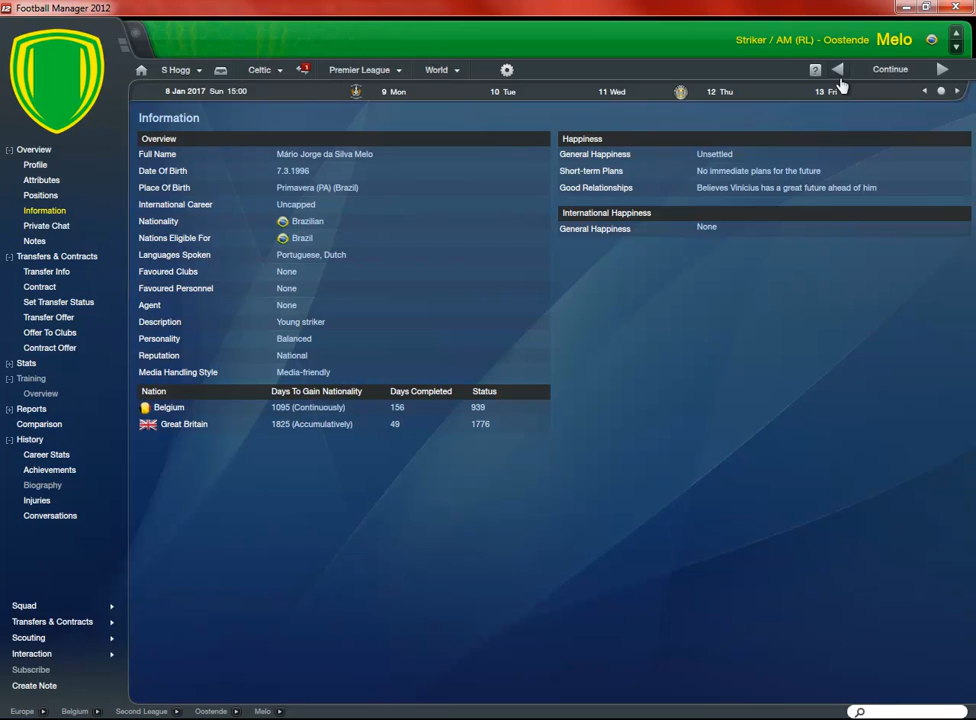 Football Manager 2012
Striker / AM (RL) - Oostende Melo
S Hogg Celtic Premier League World ? Continue
8 Jan 2017 Sun 15:00 9 Mon 10 Tue 11 Wed 12 Thu 13 Fri
Information
[-] Overview
Profile
Attributes
Positions
Information
Private Chat
Notes
[-] Transfers & Contracts
Transfer Info
Contract
Set Transfer Status
Transfer Offer
Offer To Clubs
Contract Offer
[+] Stats
[-] Training
Overview
[+] Reports
Comparison
[-] History
Career Stats
Achievements
Biography
Injuries
Conversations
Squad
Transfers & Contracts
Scouting
Interaction
Subscribe
Create Note
Overview
Full Name Mário Jorge da Silva Melo
Date Of Birth 7.3.1996
Place Of Birth Primavera (PA) (Brazil)
International Career Uncapped
Nationality Brazilian
Nations Eligible For Brazil
Languages Spoken Portuguese, Dutch
Favoured Clubs None
Favoured Personnel None
Agent None
Description Young striker
Personality Balanced
Reputation National
Media Handling Style Media-friendly
Nation Days To Gain Nationality Days Completed Status
Belgium 1095 (Continuously) 156 939
Great Britain 1825 (Accumulatively) 49 1776
Happiness
General Happiness Unsettled
Short-term Plans No immediate plans for the future
Good Relationships Believes Vinícius has a great future ahead of him
International Happiness
General Happiness None
Europe Belgium Second League Oostende Melo